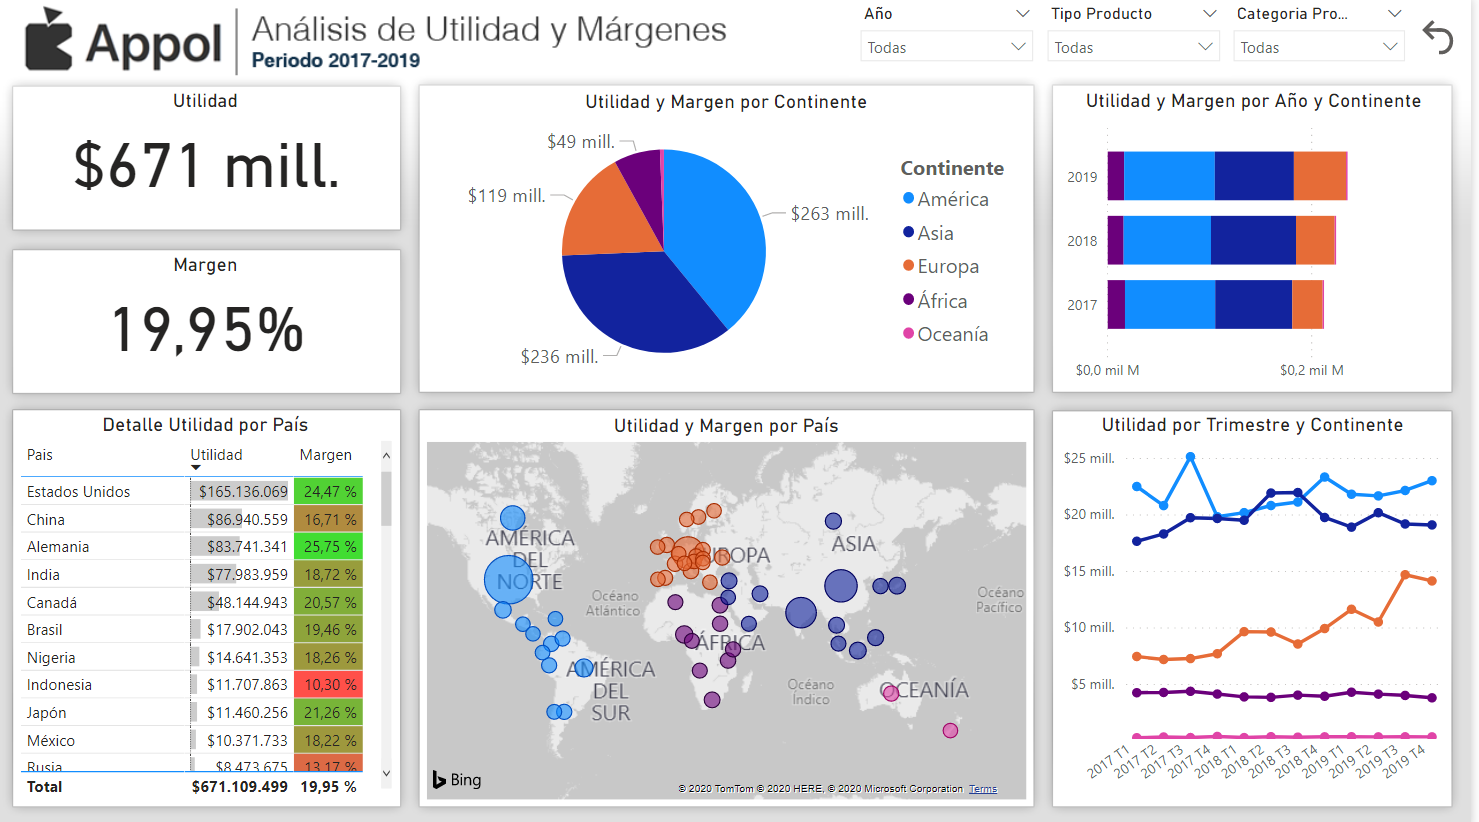 Appol
Análisis de Utilidad y Márgenes
Periodo 2017-2019
Año
Todas
Tipo Producto
Todas
Categoria Pro...
Todas
Utilidad
$671 mill.
Margen
19,95%
Utilidad y Margen por Continente
$49 mill.
$119 mill.
$263 mill.
$236 mill.
Continente
América
Asia
Europa
África
Oceanía
Utilidad y Margen por Año y Continente
2019
2018
2017
$0,0 mil M
$0,2 mil M
Detalle Utilidad por País
Pais Utilidad Margen
Estados Unidos $165.136.069 24,47 %
China $86.940.559 16,71 %
Alemania $83.741.341 25,75 %
India $77.983.959 18,72 %
Canadá $48.144.943 20,57 %
Brasil $17.902.043 19,46 %
Nigeria $14.641.353 18,26 %
Indonesia $11.707.863 10,30 %
Japón $11.460.256 21,26 %
México $10.371.733 18,22 %
Rusia $8.473.675 13,17 %
Total $671.109.499 19,95 %
Utilidad y Margen por País
AMÉRICA
DEL
NORTE
EUROPA
ASIA
Océano
Atlántico
Océano
Pacífico
ÁFRICA
AMÉRICA
DEL
SUR
Océano
Índico
OCEANÍA
Bing
© 2020 TomTom © 2020 HERE, © 2020 Microsoft Corporation Terms
Utilidad por Trimestre y Continente
$25 mill.
$20 mill.
$15 mill.
$10 mill.
$5 mill.
2017 T1
2017 T2
2017 T3
2017 T4
2018 T1
2018 T2
2018 T3
2018 T4
2019 T1
2019 T2
2019 T3
2019 T4